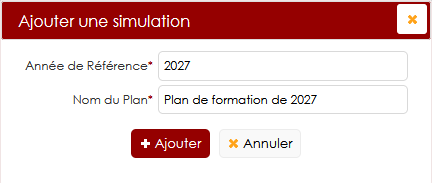 Ajouter une simulation
Année de Référence* 2027
Nom du Plan* Plan de formation de 2027
Ajouter Annuler